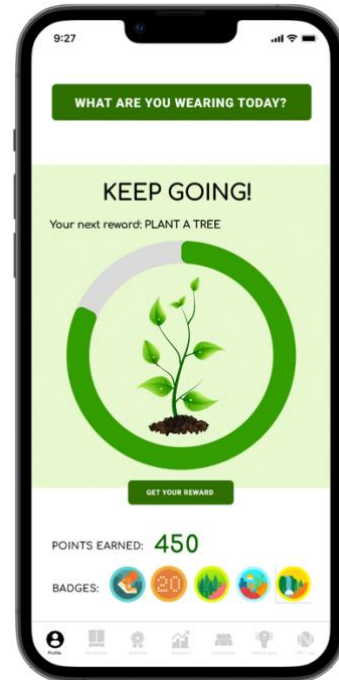 9:27
WHAT ARE YOU WEARING TODAY?
KEEP GOING!
Your next reward: PLANT A TREE
GET YOUR REWARD
POINTS EARNED: 450
BADGES: 20
Profile